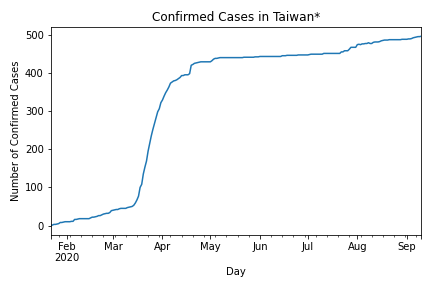 Confirmed Cases in Taiwan*
500
400
300
200
100
0
Number of Confirmed Cases
Feb Mar Apr May Jun Jul Aug Sep
2020
Day